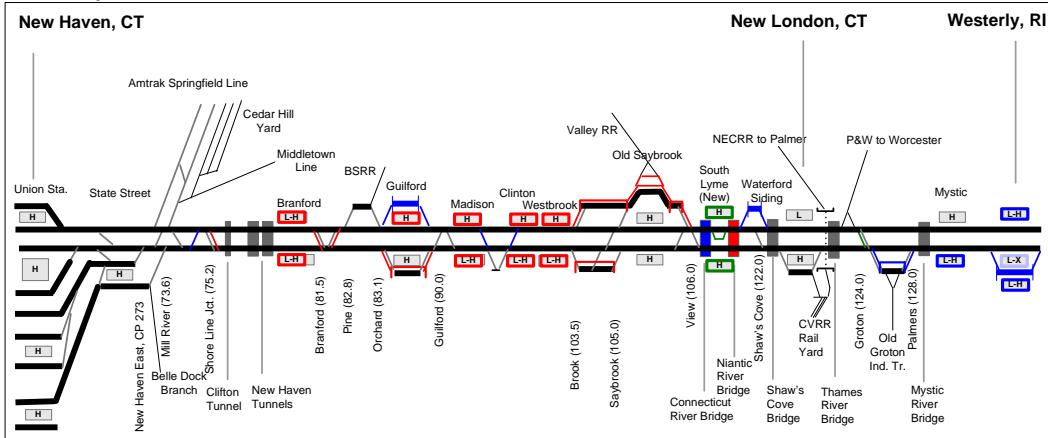 New Haven, CT
New London, CT
Westerly, RI
Amtrak Springfield Line
Cedar Hill
Yard
Middletown
Line
Valley RR
NECRR to Palmer
P&W to Worcester
Union Sta.
State Street
BSRR
Branford
Guilford
Madison
Clinton
Westbrook
Old Saybrook
South
Lyme
(New)
Waterford
Siding
Mystic
H
L-H
H
L-H
H
H
H
H
L
H
L-H
H
H
L-H
H
L-H
L-H
L-H
H
H
H
L-H
L-X
L-H
H
H
H
New Haven East, CP 273
Mill River (73.6)
Shore Line Jct. (75.2)
Branford (81.5)
Pine (82.8)
Orchard (83.1)
Guilford (90.0)
Brook (103.5)
Saybrook (105.0)
View (106.0)
Shaw's Cove (122.0)
Groton (124.0)
Palmers (128.0)
Belle Dock
Branch
Clifton
Tunnel
New Haven
Tunnels
Connecticut
River Bridge
Niantic
River
Bridge
Shaw's
Cove
Bridge
CVRR
Rail
Yard
Thames
River
Bridge
Old
Groton
Ind. Tr.
Mystic
River
Bridge